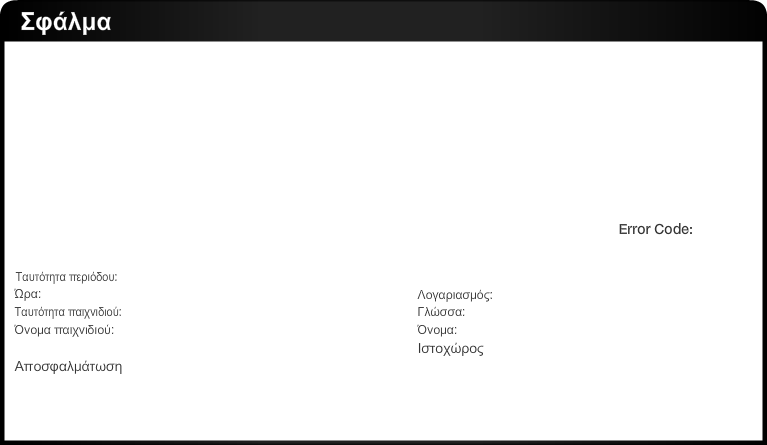 Σφάλμα
Error Code:
Ταυτότητα περιόδου:
Ώρα:
Ταυτότητα παιχνιδιού:
Όνομα παιχνιδιού:
Λογαριασμός:
Γλώσσα:
Όνομα:
Ιστοχώρος
Αποσφαλμάτωση